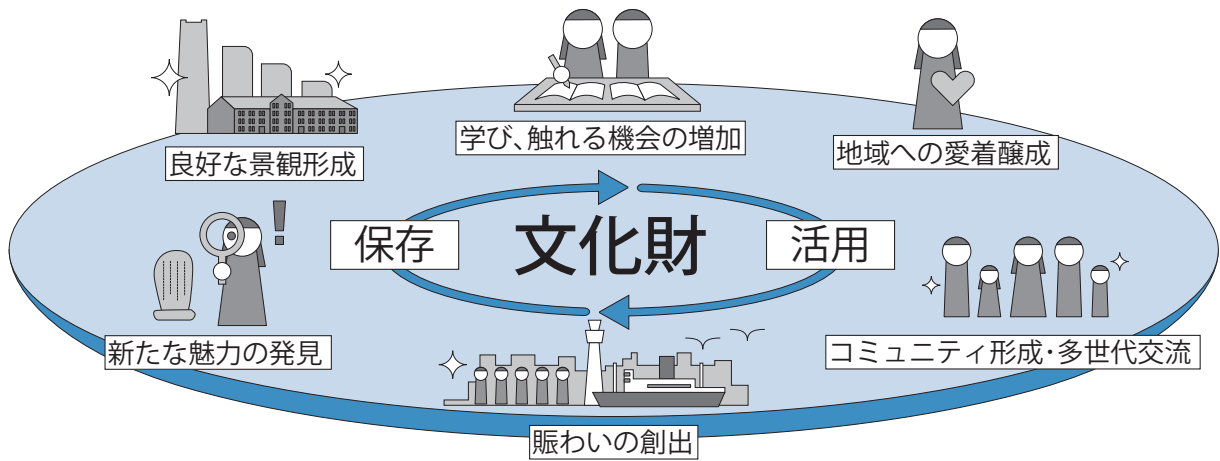 良好な景観形成
学び、触れる機会の増加
地域への愛着醸成
保存
文化財
活用
新たな魅力の発見
コミュニティ形成・多世代交流
賑わいの創出